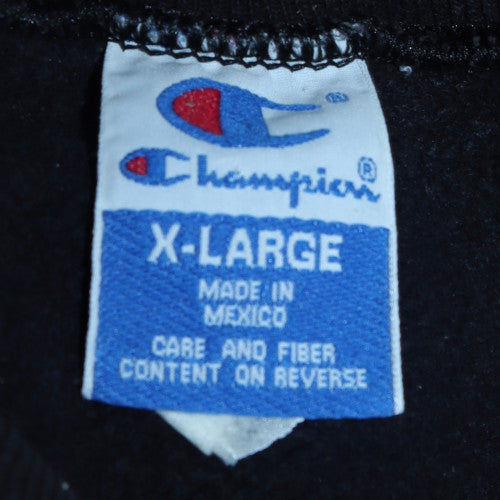 ®
Champion®
X-LARGE
MADE IN
MEXICO
CARE AND FIBER
CONTENT ON REVERSE